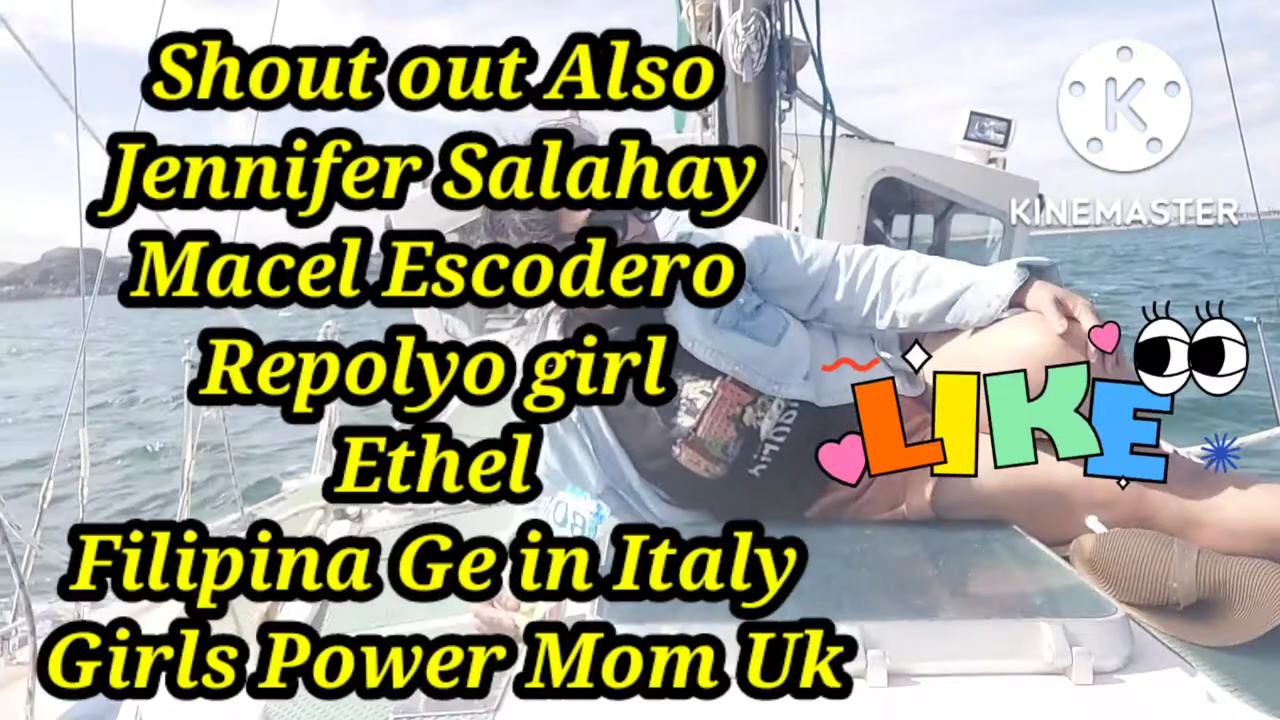 Shout out Also
Jennifer Salahay
Macel Escodero
Repolyo girl
Ethel
Filipina Ge in Italy
Girls Power Mom Uk
K
KINEMASTER
LIKE